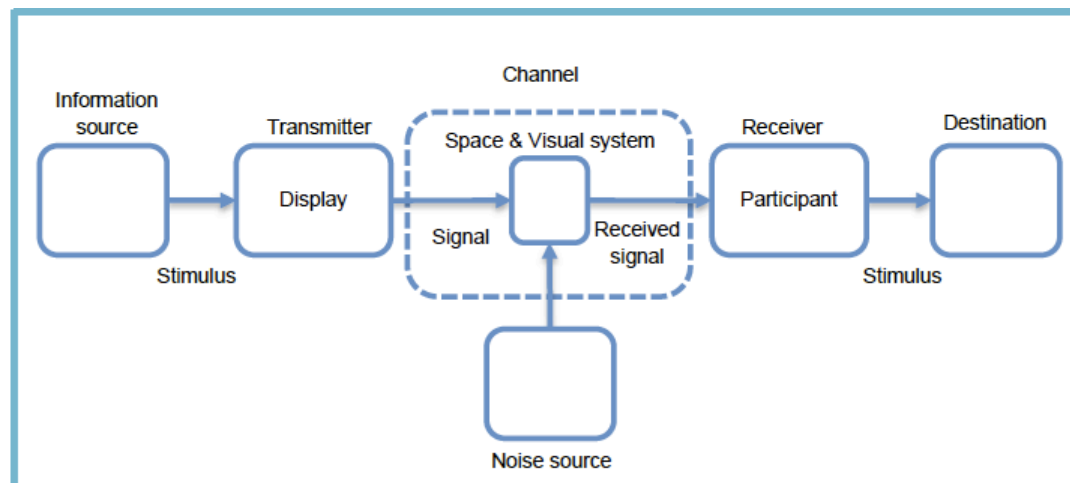 Channel
Information
source
Transmitter
Receiver
Destination
Space & Visual system
Display
Participant
Signal
Received
signal
Stimulus
Stimulus
Noise source